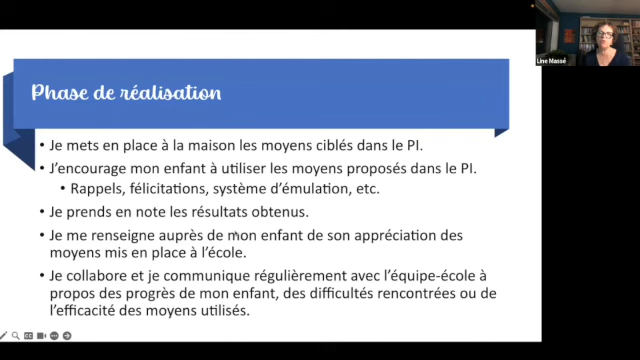 Line Massé
Phase de réalisation
• Je mets en place à la maison les moyens ciblés dans le PI.
• J'encourage mon enfant à utiliser les moyens proposés dans le PI.
• Rappels, félicitations, système d'émulation, etc.
• Je prends en note les résultats obtenus.
• Je me renseigne auprès de mon enfant de son appréciation des
moyens mis en place à l'école.
• Je collabore et je communique régulièrement avec l'équipe-école à
propos des progrès de mon enfant, des difficultés rencontrées ou de
l'efficacité des moyens utilisés.